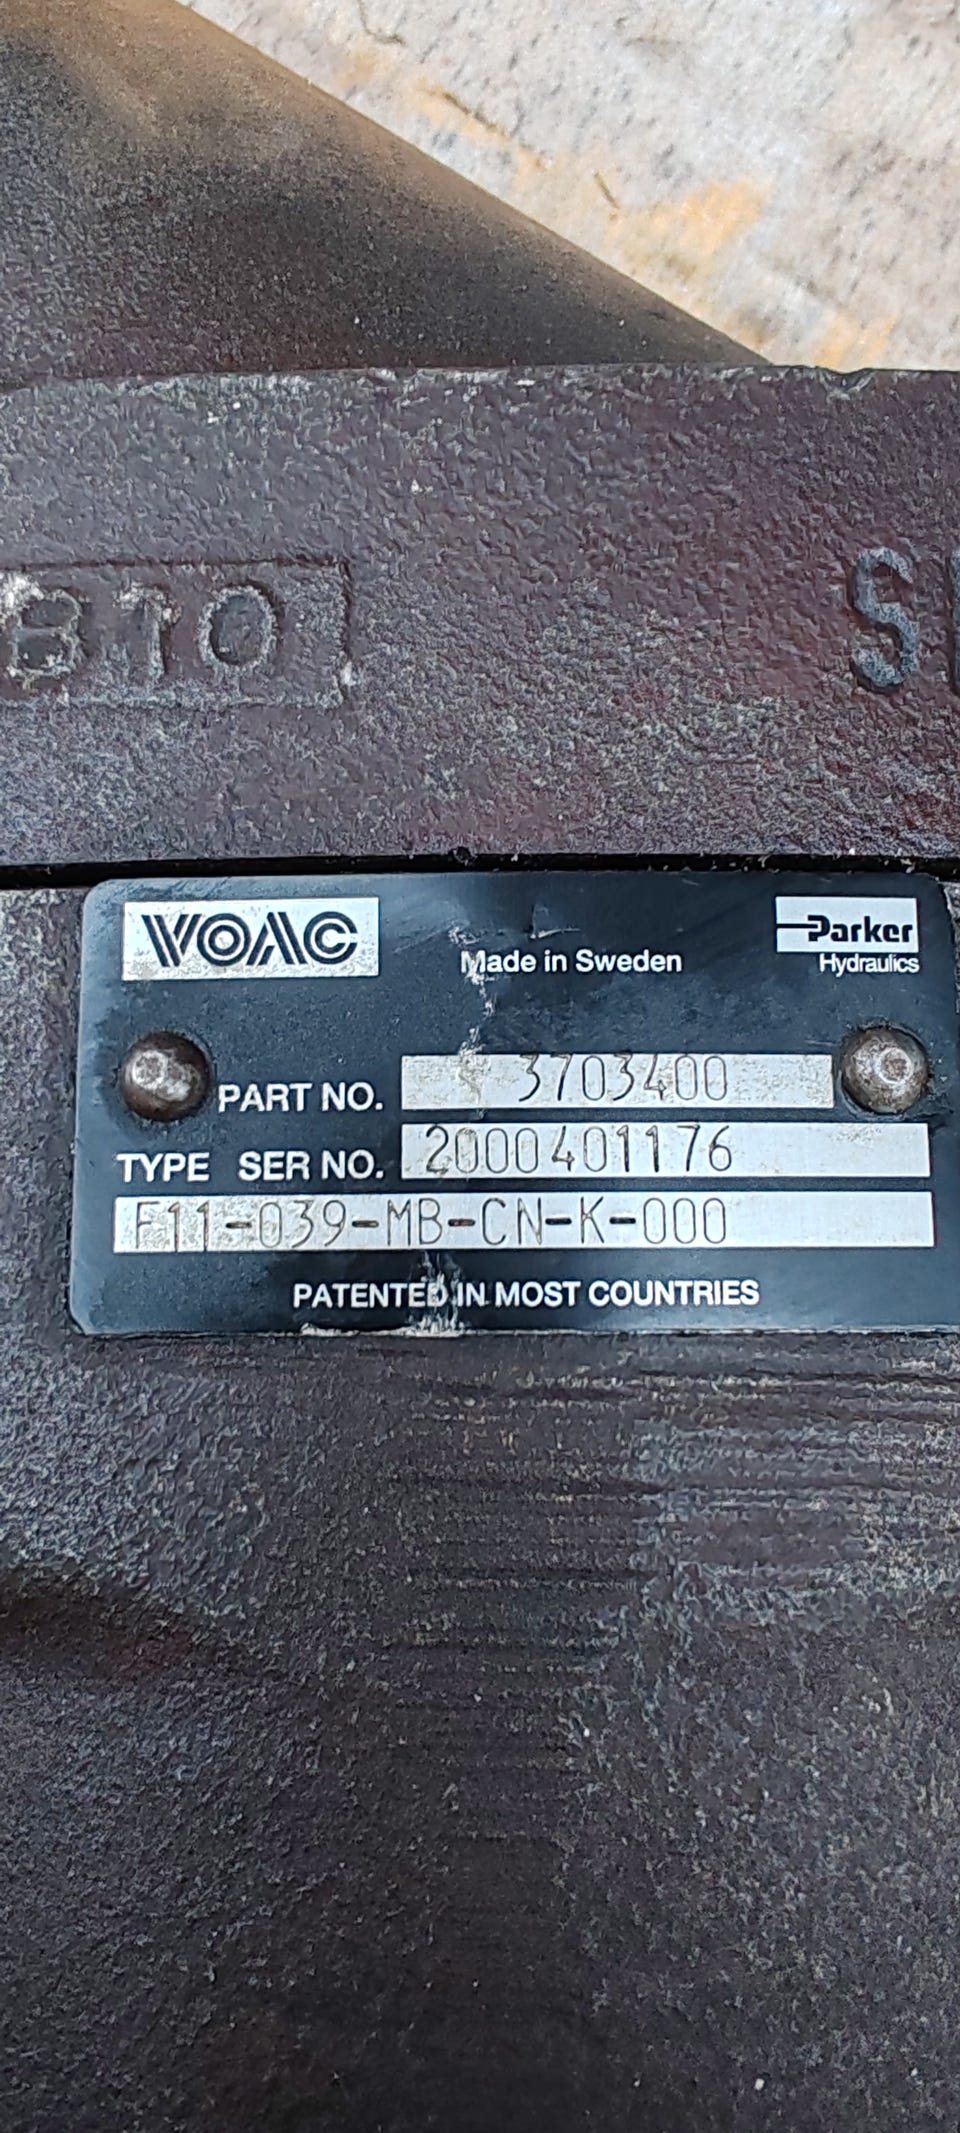 810
S
VOAC
Made in Sweden
Parker
Hydraulics
PART NO. 3703400
TYPE SER NO. 2000401176
F11-039-MB-CN-K-000
PATENTED IN MOST COUNTRIES